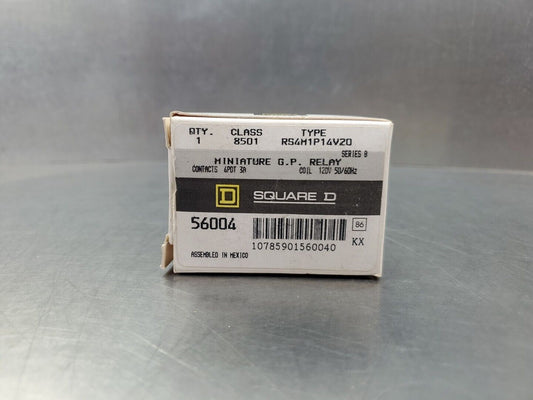 QTY. CLASS TYPE
1 8501 RS4M1P14V20
SERIES B
MINIATURE G.P. RELAY
CONTACTS 4PDT 3A COIL 120V 50/60Hz
D SQUARE D
56004
86
10785901560040 KX
ASSEMBLED IN MEXICO